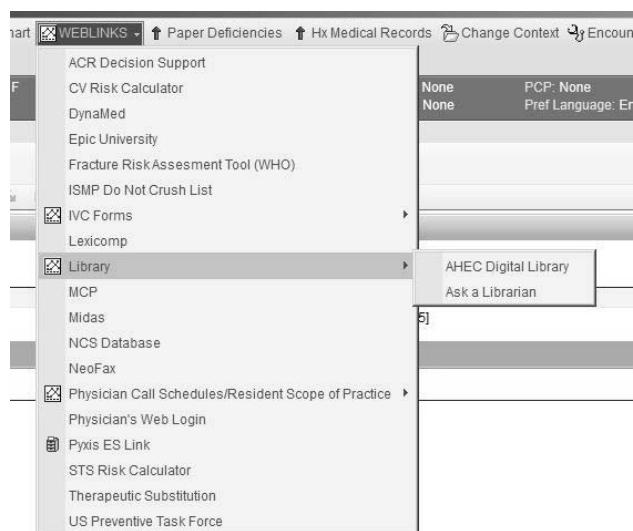 WEBLINKS Paper Deficiencies Hx Medical Records Change Context
ACR Decision Support
F
CV Risk Calculator
None
PCP: None
DynaMed
None
Pref Language:
Epic University
Fracture Risk Assesment Tool (WHO)
ISMP Do Not Crush List
IVC Forms
Lexicomp
Library
AHEC Digital Library
MCP
Ask a Librarian
Midas
5]
NCS Database
NeoFax
Physician Call Schedules/Resident Scope of Practice
Physician's Web Login
Pyxis ES Link
STS Risk Calculator
Therapeutic Substitution
US Preventive Task Force